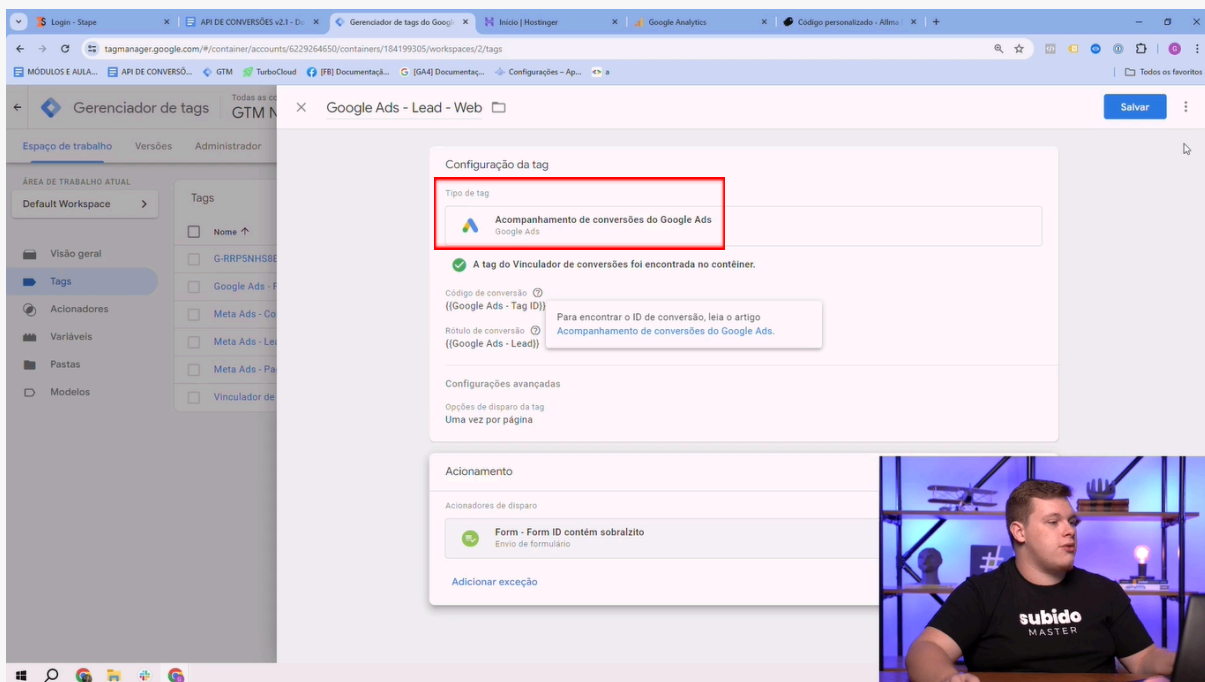 Login - Stape
API DE CONVERSÕES v2.1 - Do
Gerenciador de tags do Googl
Início | Hostinger
Google Analytics
Código personalizado - Allma
tagmanager.google.com/#/container/accounts/6229264650/containers/184199305/workspaces/2/tags
MÓDULOS E AULA...
API DE CONVERSÕ...
GTM
TurboCloud
[FB] Documentaçã...
[GA4] Documentaç...
Configurações – Ap...
a
Todos os favoritos
Gerenciador de tags
Todas as co
GTM N
Google Ads - Lead - Web
Salvar
Espaço de trabalho
Versões
Administrador
ÁREA DE TRABALHO ATUAL
Default Workspace
Visão geral
Tags
Acionadores
Variáveis
Pastas
Modelos
Tags
Nome
G-RRP5NHS8E
Google Ads - P
Meta Ads - Co
Meta Ads - Lea
Meta Ads - Pa
Vinculador de
Configuração da tag
Tipo de tag
Acompanhamento de conversões do Google Ads
Google Ads
A tag do Vinculador de conversões foi encontrada no contêiner.
Código de conversão
{{Google Ads - Tag ID}}
Para encontrar o ID de conversão, leia o artigo
Acompanhamento de conversões do Google Ads.
Rótulo de conversão
{{Google Ads - Lead}}
Configurações avançadas
Opções de disparo da tag
Uma vez por página
Acionamento
Acionadores de disparo
Form - Form ID contém sobralzito
Envio de formulário
Adicionar exceção
#
subido
MASTER